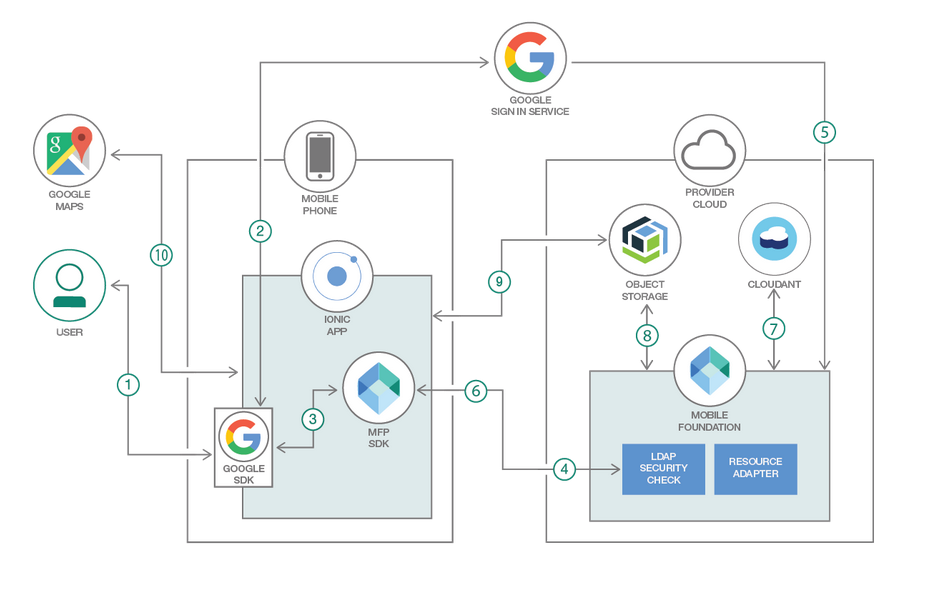 GOOGLE
SIGN IN SERVICE
5
g
GOOGLE
MAPS
MOBILE
PHONE
PROVIDER
CLOUD
2
10
9
USER
IONIC
APP
OBJECT
STORAGE
CLOUDANT
8
7
1
3
6
MFP
SDK
MOBILE
FOUNDATION
GOOGLE
SDK
4
LDAP
SECURITY
CHECK
RESOURCE
ADAPTER